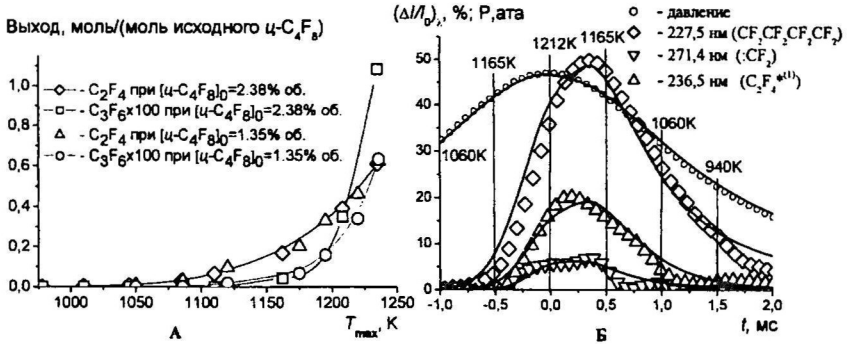 Выход, моль/(моль исходного ц-C₄F₈)
1,0
0,8
0,6
0,4
0,2
0,0
C₂F₄ при [ц-C₄F₈]₀=2.38% об.
C₃F₆x100 при [ц-C₄F₈]₀=2.38% об.
C₂F₄ при [ц-C₄F₈]₀=1.35% об.
C₃F₆x100 при [ц-C₄F₈]₀=1.35% об.
1000 1050 1100 1150 1200 1250
Tmax, K
А
(ΔI/I₀)λ, %; P,ата
- давление
- 227,5 нм (CF₂CF₂CF₂CF₂)
- 271,4 нм (:CF₂)
- 236,5 нм (C₂F₄*⁽¹⁾)
50
40
30
20
10
5
0
1165K 1212K 1165K
1060K 1060K
940K
-1,0 -0,5 0,0 0,5 1,0 1,5 2,0
t, мс
Б